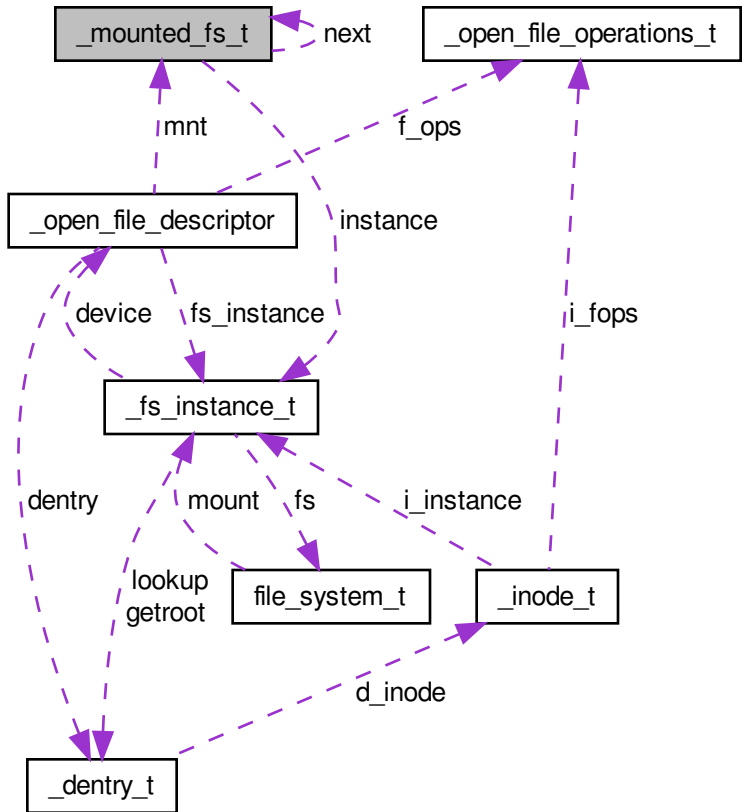 _mounted_fs_t
next
_open_file_operations_t
mnt
f_ops
_open_file_descriptor
instance
device
fs_instance
i_fops
_fs_instance_t
dentry
mount
fs
i_instance
lookup
getroot
file_system_t
_inode_t
d_inode
_dentry_t